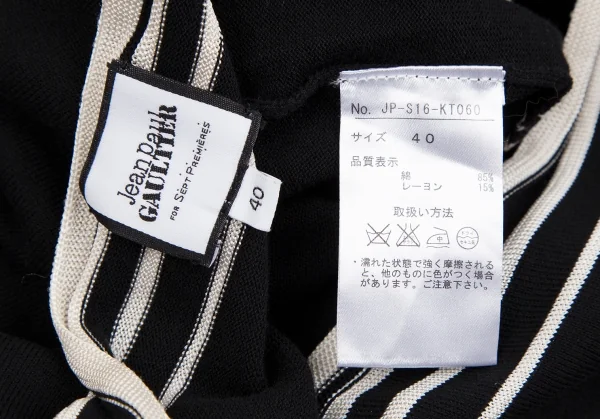 Jean Paul
GAULTIER
FOR SEPT PREMIÈRES
40
No. JP-S16-KT060
サイズ 40
品質表示
綿 85%
レーヨン 15%
取扱い方法
・濡れた状態で強く摩擦される
と、他のものに色がつく場合
があります。ご注意下さい。